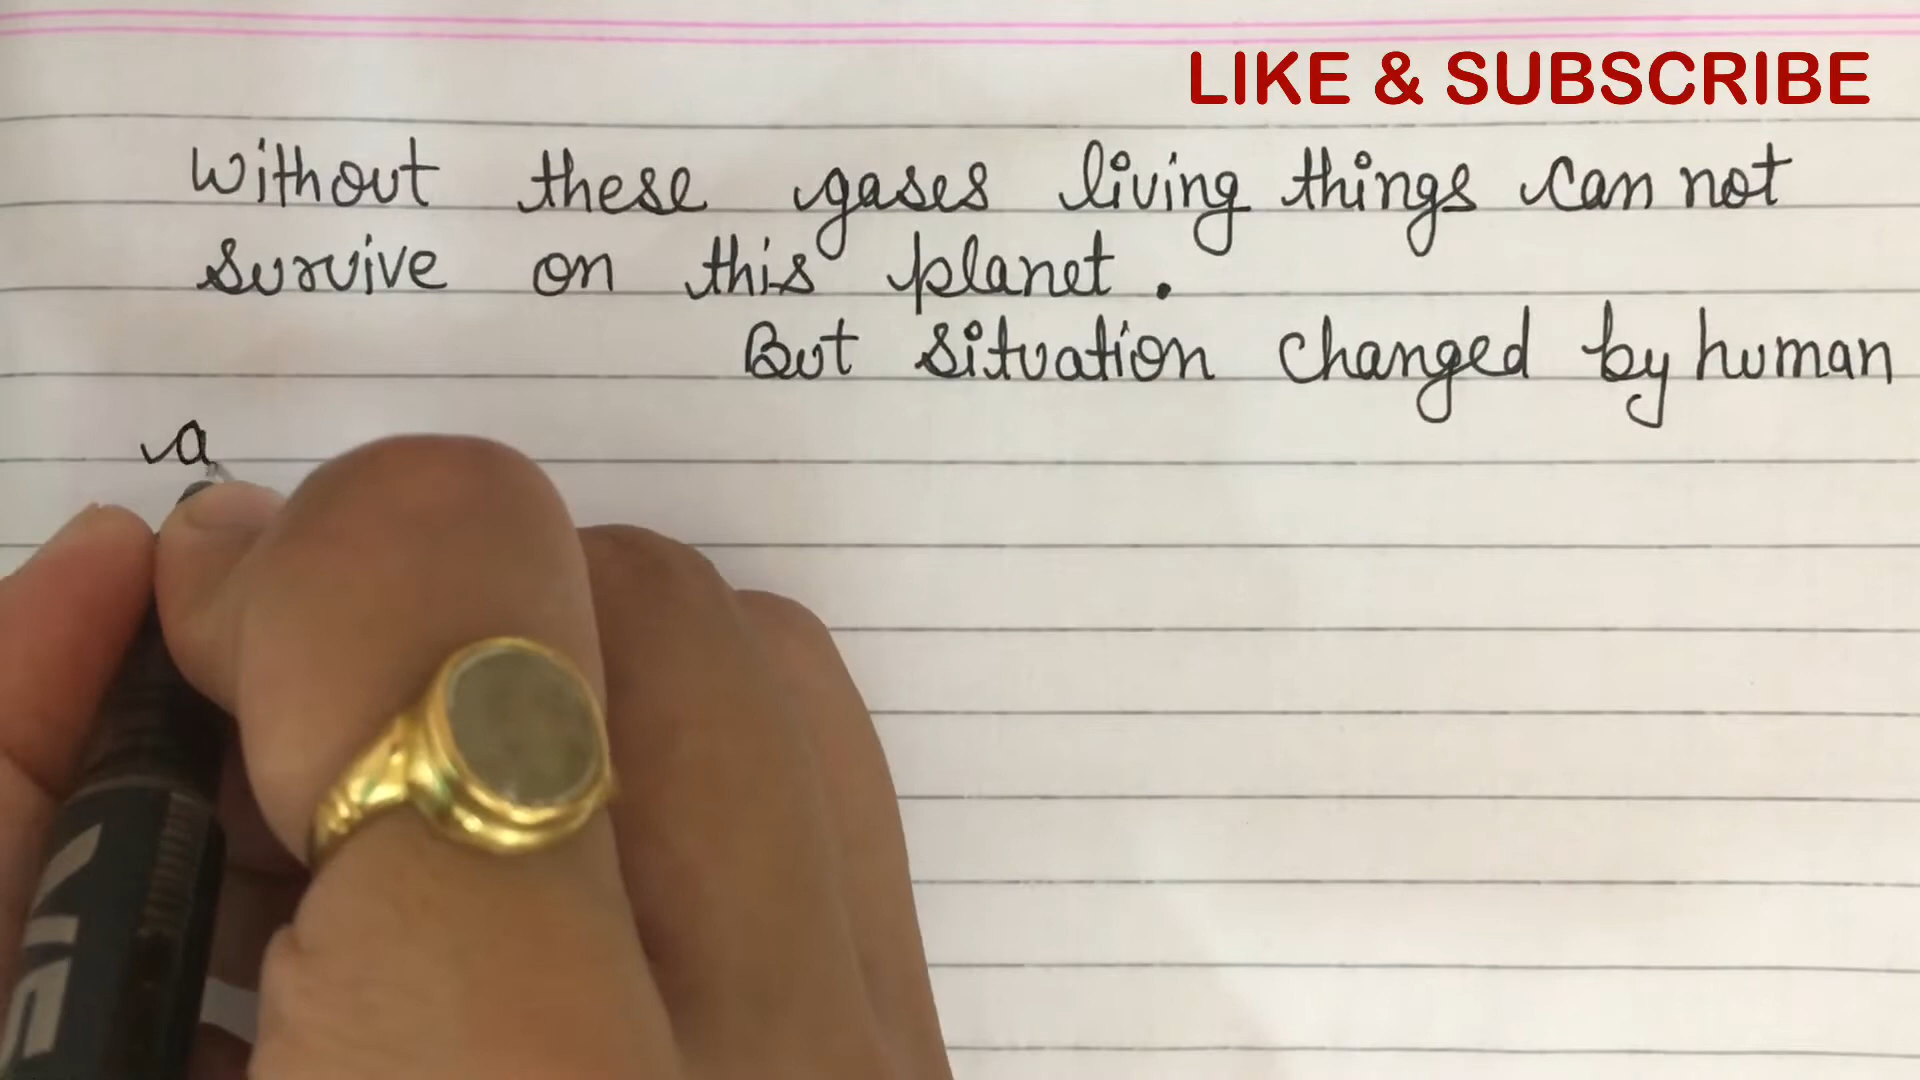 LIKE & SUBSCRIBE
Without these gases living things can not
survive on this planet.
But situation changed by human
a